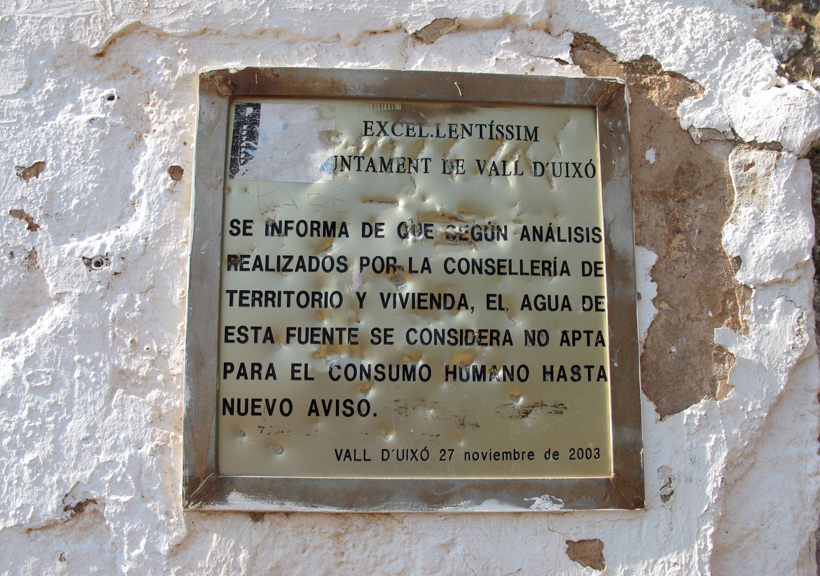 EXCEL.LENTÍSSIM
UNTAMENT DE VALL D'UIXÓ
SE INFORMA DE QUE SEGÚN ANÁLISIS
REALIZADOS POR LA CONSELLERÍA DE
TERRITORIO Y VIVIENDA, EL AGUA DE
ESTA FUENTE SE CONSIDERA NO APTA
PARA EL CONSUMO HUMANO HASTA
NUEVO AVISO.
VALL D'UIXÓ 27 noviembre de 2003